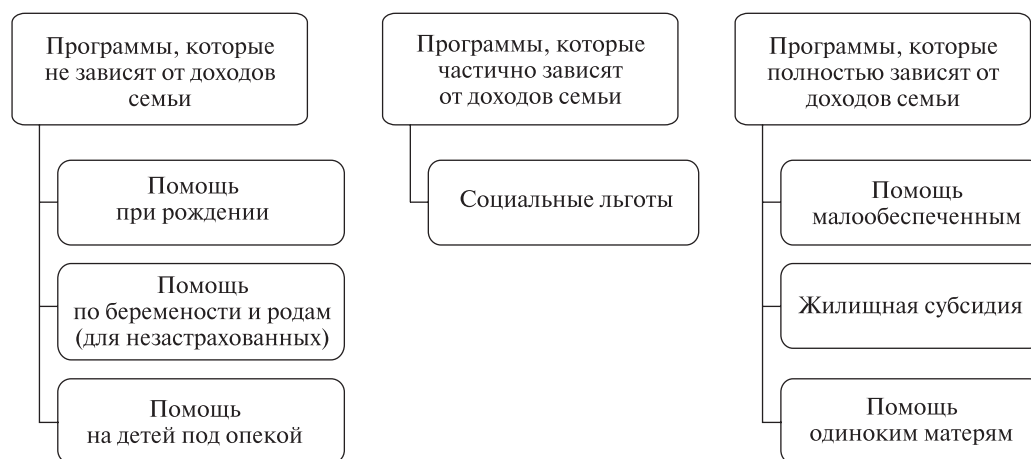 Программы, которые
не зависят от доходов
семьи
Помощь
при рождении
Помощь
по беремености и родам
(для незастрахованных)
Помощь
на детей под опекой
Программы, которые
частично зависят
от доходов семьи
Социальные льготы
Программы, которые
полностью зависят от
доходов семьи
Помощь
малообеспеченным
Жилищная субсидия
Помощь
одиноким матерям